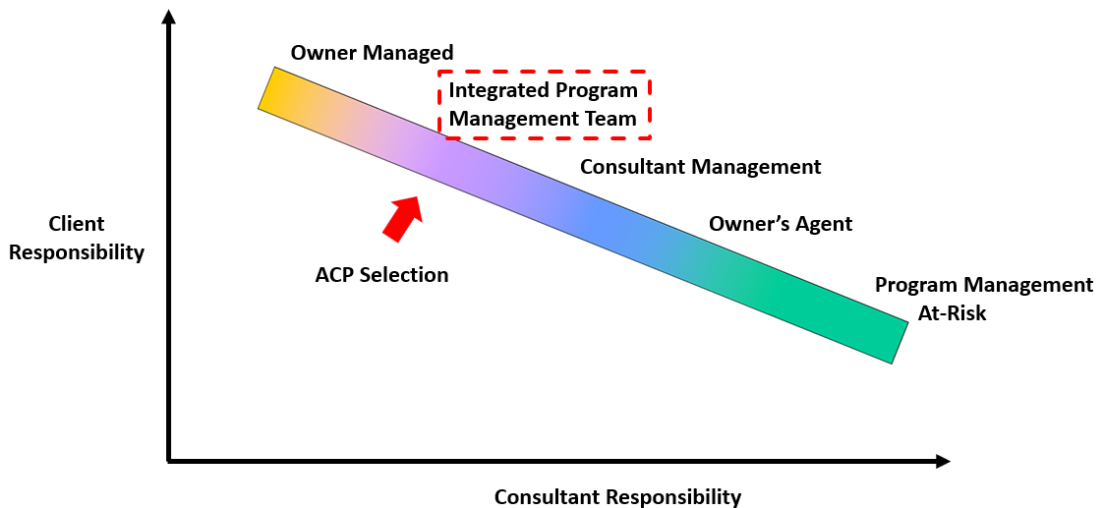 Owner Managed
Integrated Program
Management Team
Consultant Management
Client
Responsibility
Owner’s Agent
ACP Selection
Program Management
At-Risk
Consultant Responsibility